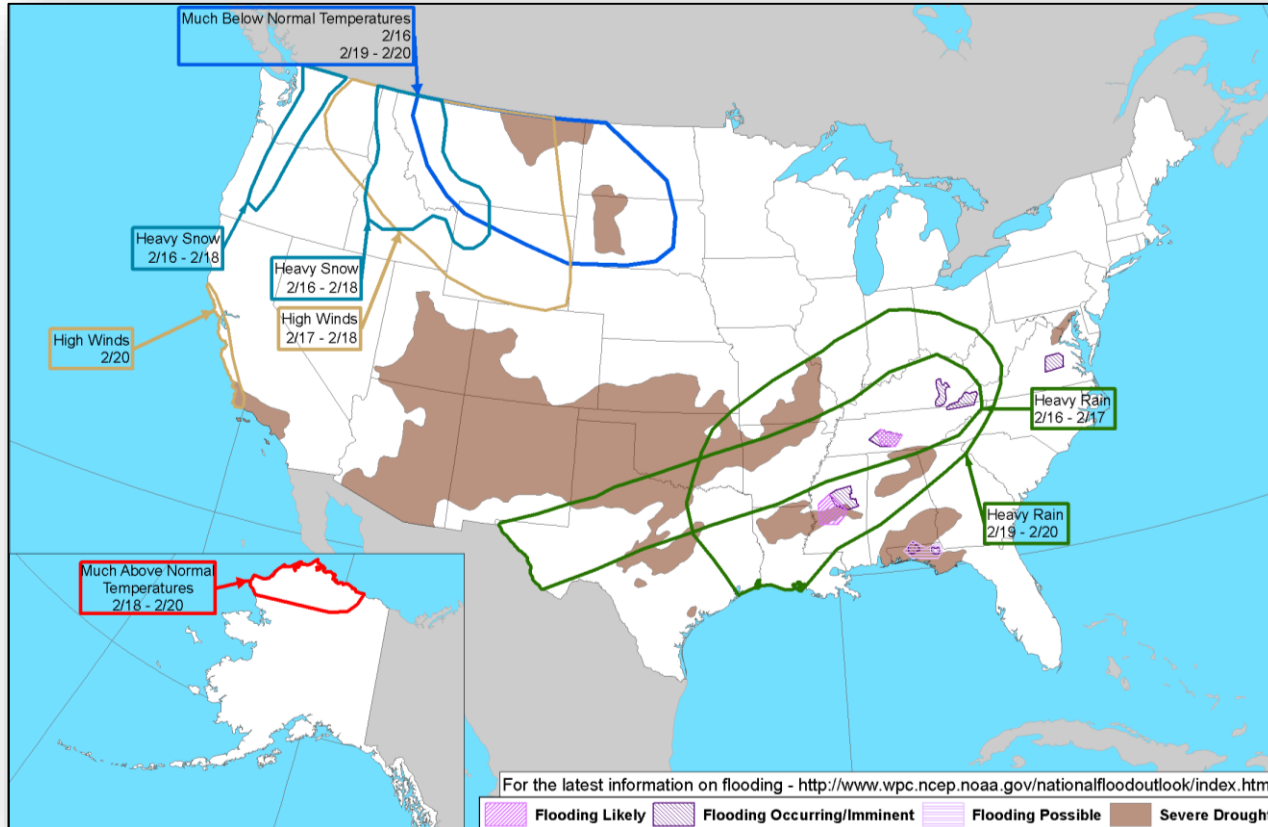 Much Below Normal Temperatures
2/16
2/19 - 2/20
Heavy Snow
2/16 - 2/18
Heavy Snow
2/16 - 2/18
High Winds
2/17 - 2/18
High Winds
2/20
Heavy Rain
2/16 - 2/17
Heavy Rain
2/19 - 2/20
Much Above Normal
Temperatures
2/18 - 2/20
For the latest information on flooding - http://www.wpc.ncep.noaa.gov/nationalfloodoutlook/index.htm
Flooding Likely
Flooding Occurring/Imminent
Flooding Possible
Severe Drought